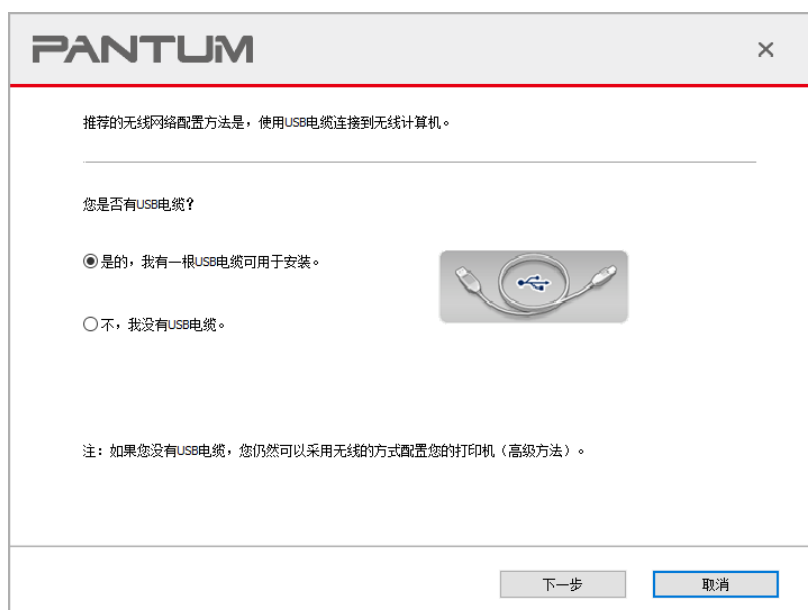 PANTUM
推荐的无线网络配置方法是，使用USB电缆连接到无线计算机。
您是否有USB电缆？
是的，我有一根USB电缆可用于安装。
不，我没有USB电缆。
注：如果您没有USB电缆，您仍然可以采用无线的方式配置您的打印机（高级方法）。
下一步
取消